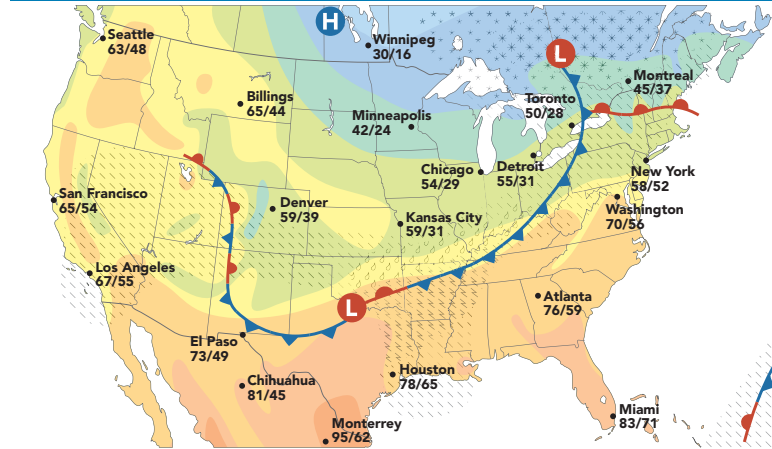 H
Seattle
63/48
Winnipeg
30/16
L
Montreal
45/37
Billings
65/44
Toronto
50/28
Minneapolis
42/24
Chicago
54/29
Detroit
55/31
New York
58/52
San Francisco
65/54
Denver
59/39
Kansas City
59/31
Washington
70/56
Los Angeles
67/55
L
Atlanta
76/59
El Paso
73/49
Houston
78/65
Chihuahua
81/45
Miami
83/71
Monterrey
95/62